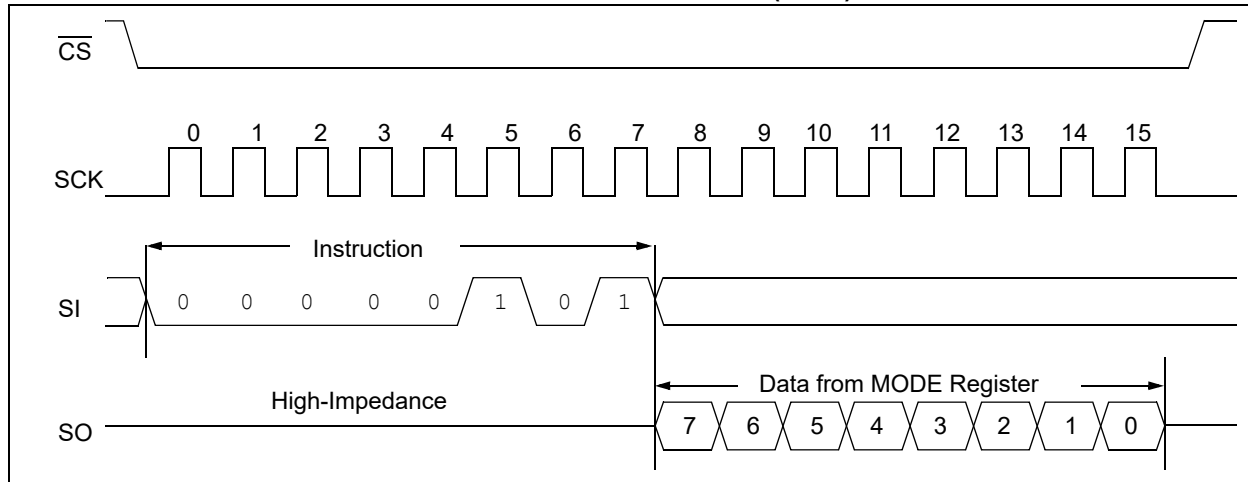 CS
0 1 2 3 4 5 6 7 8 9 10 11 12 13 14 15
SCK
Instruction
SI 0 0 0 0 0 1 0 1
Data from MODE Register
High-Impedance
SO 7 6 5 4 3 2 1 0